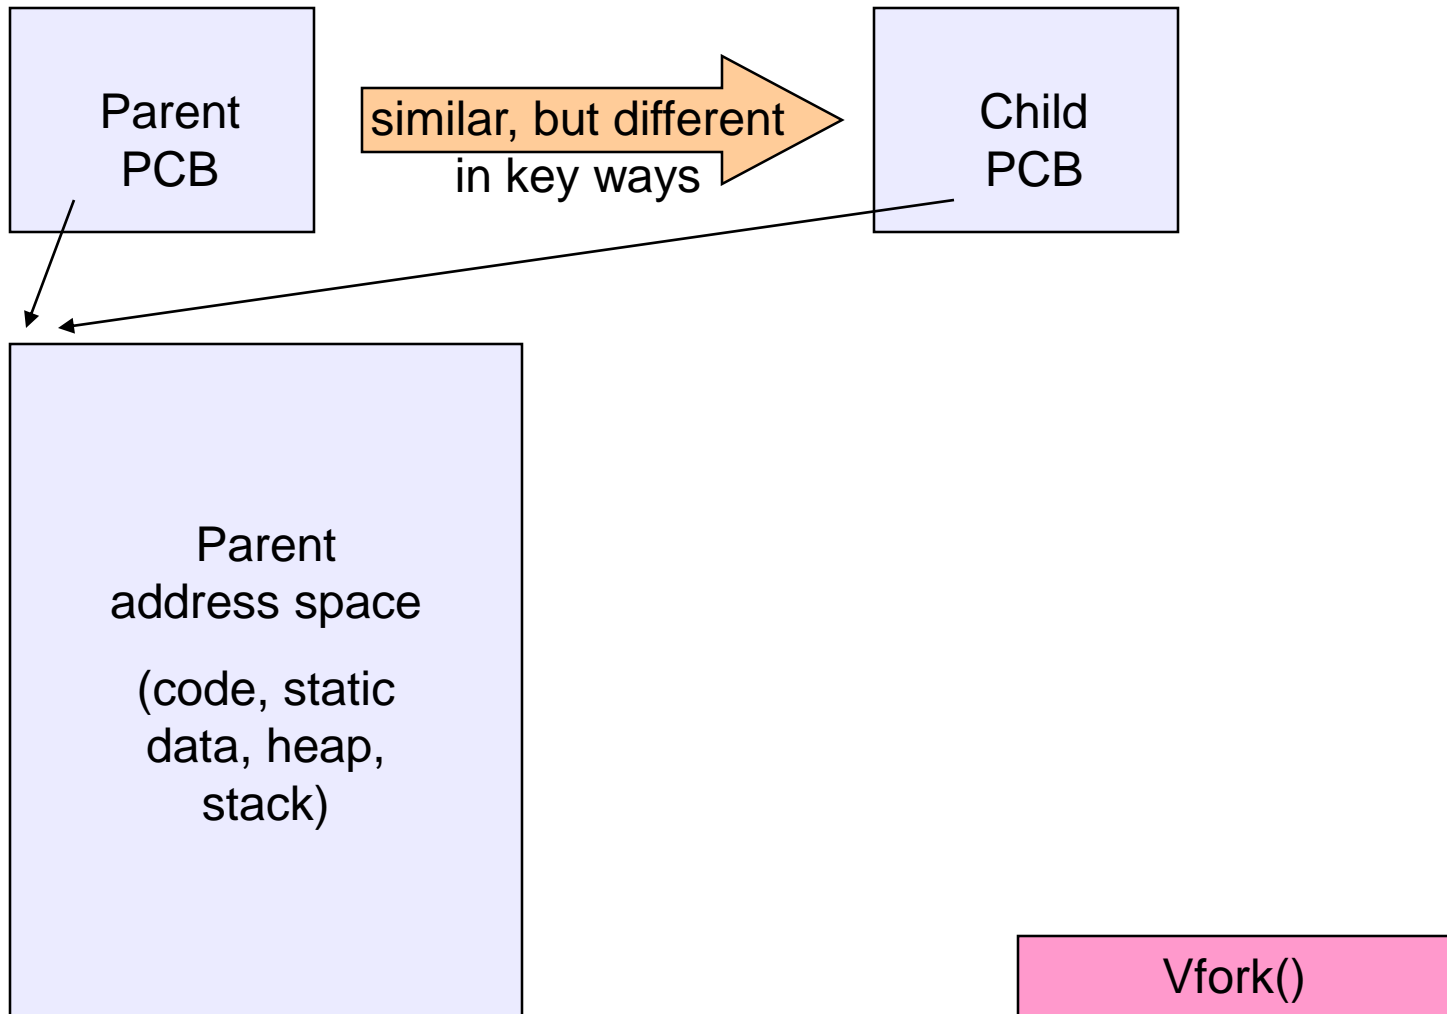 Parent
PCB
similar, but different
in key ways
Child
PCB
Parent
address space
(code, static
data, heap,
stack)
Vfork()